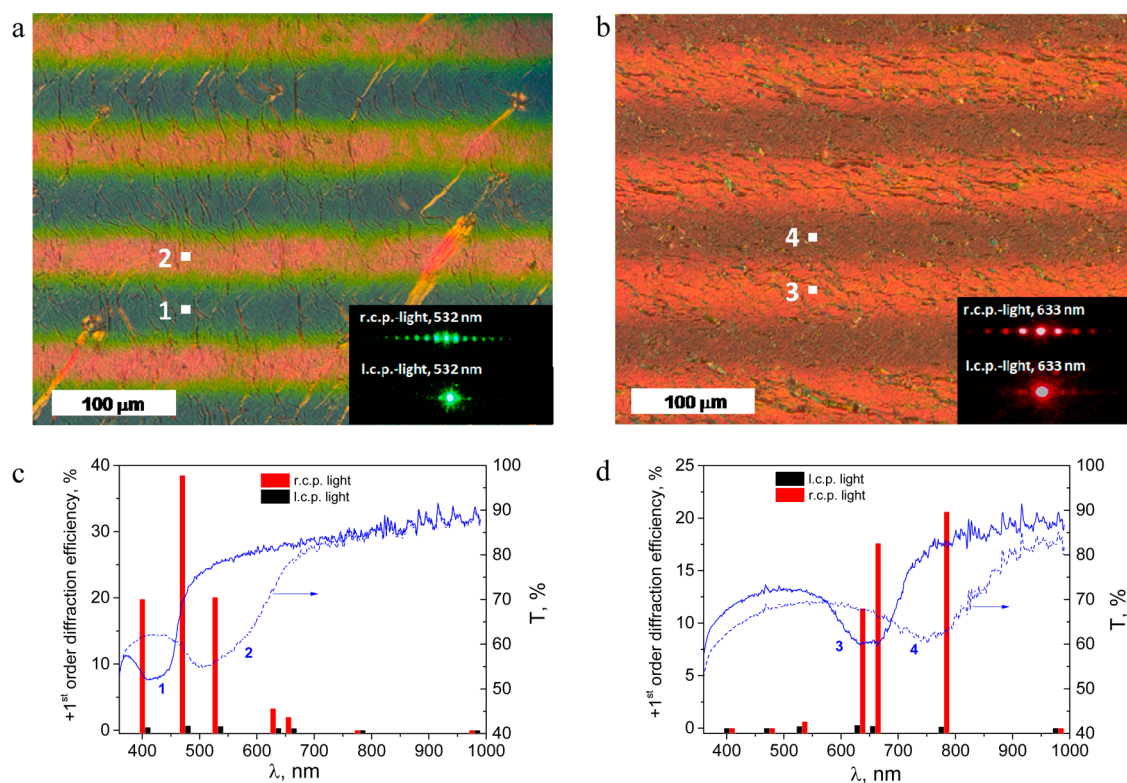 a
2
1
100 µm
r.c.p.-light, 532 nm
l.c.p.-light, 532 nm
b
4
3
100 µm
r.c.p.-light, 633 nm
l.c.p.-light, 633 nm
c
+1st order diffraction efficiency, %
40
30
20
10
0
r.c.p. light
l.c.p. light
1
2
100
90
80
70
60
50
40
T, %
400 500 600 700 800 900 1000
λ, nm
d
+1st order diffraction efficiency, %
25
20
15
10
5
0
l.c.p. light
r.c.p. light
3
4
100
90
80
70
60
50
40
T, %
400 500 600 700 800 900 1000
λ, nm